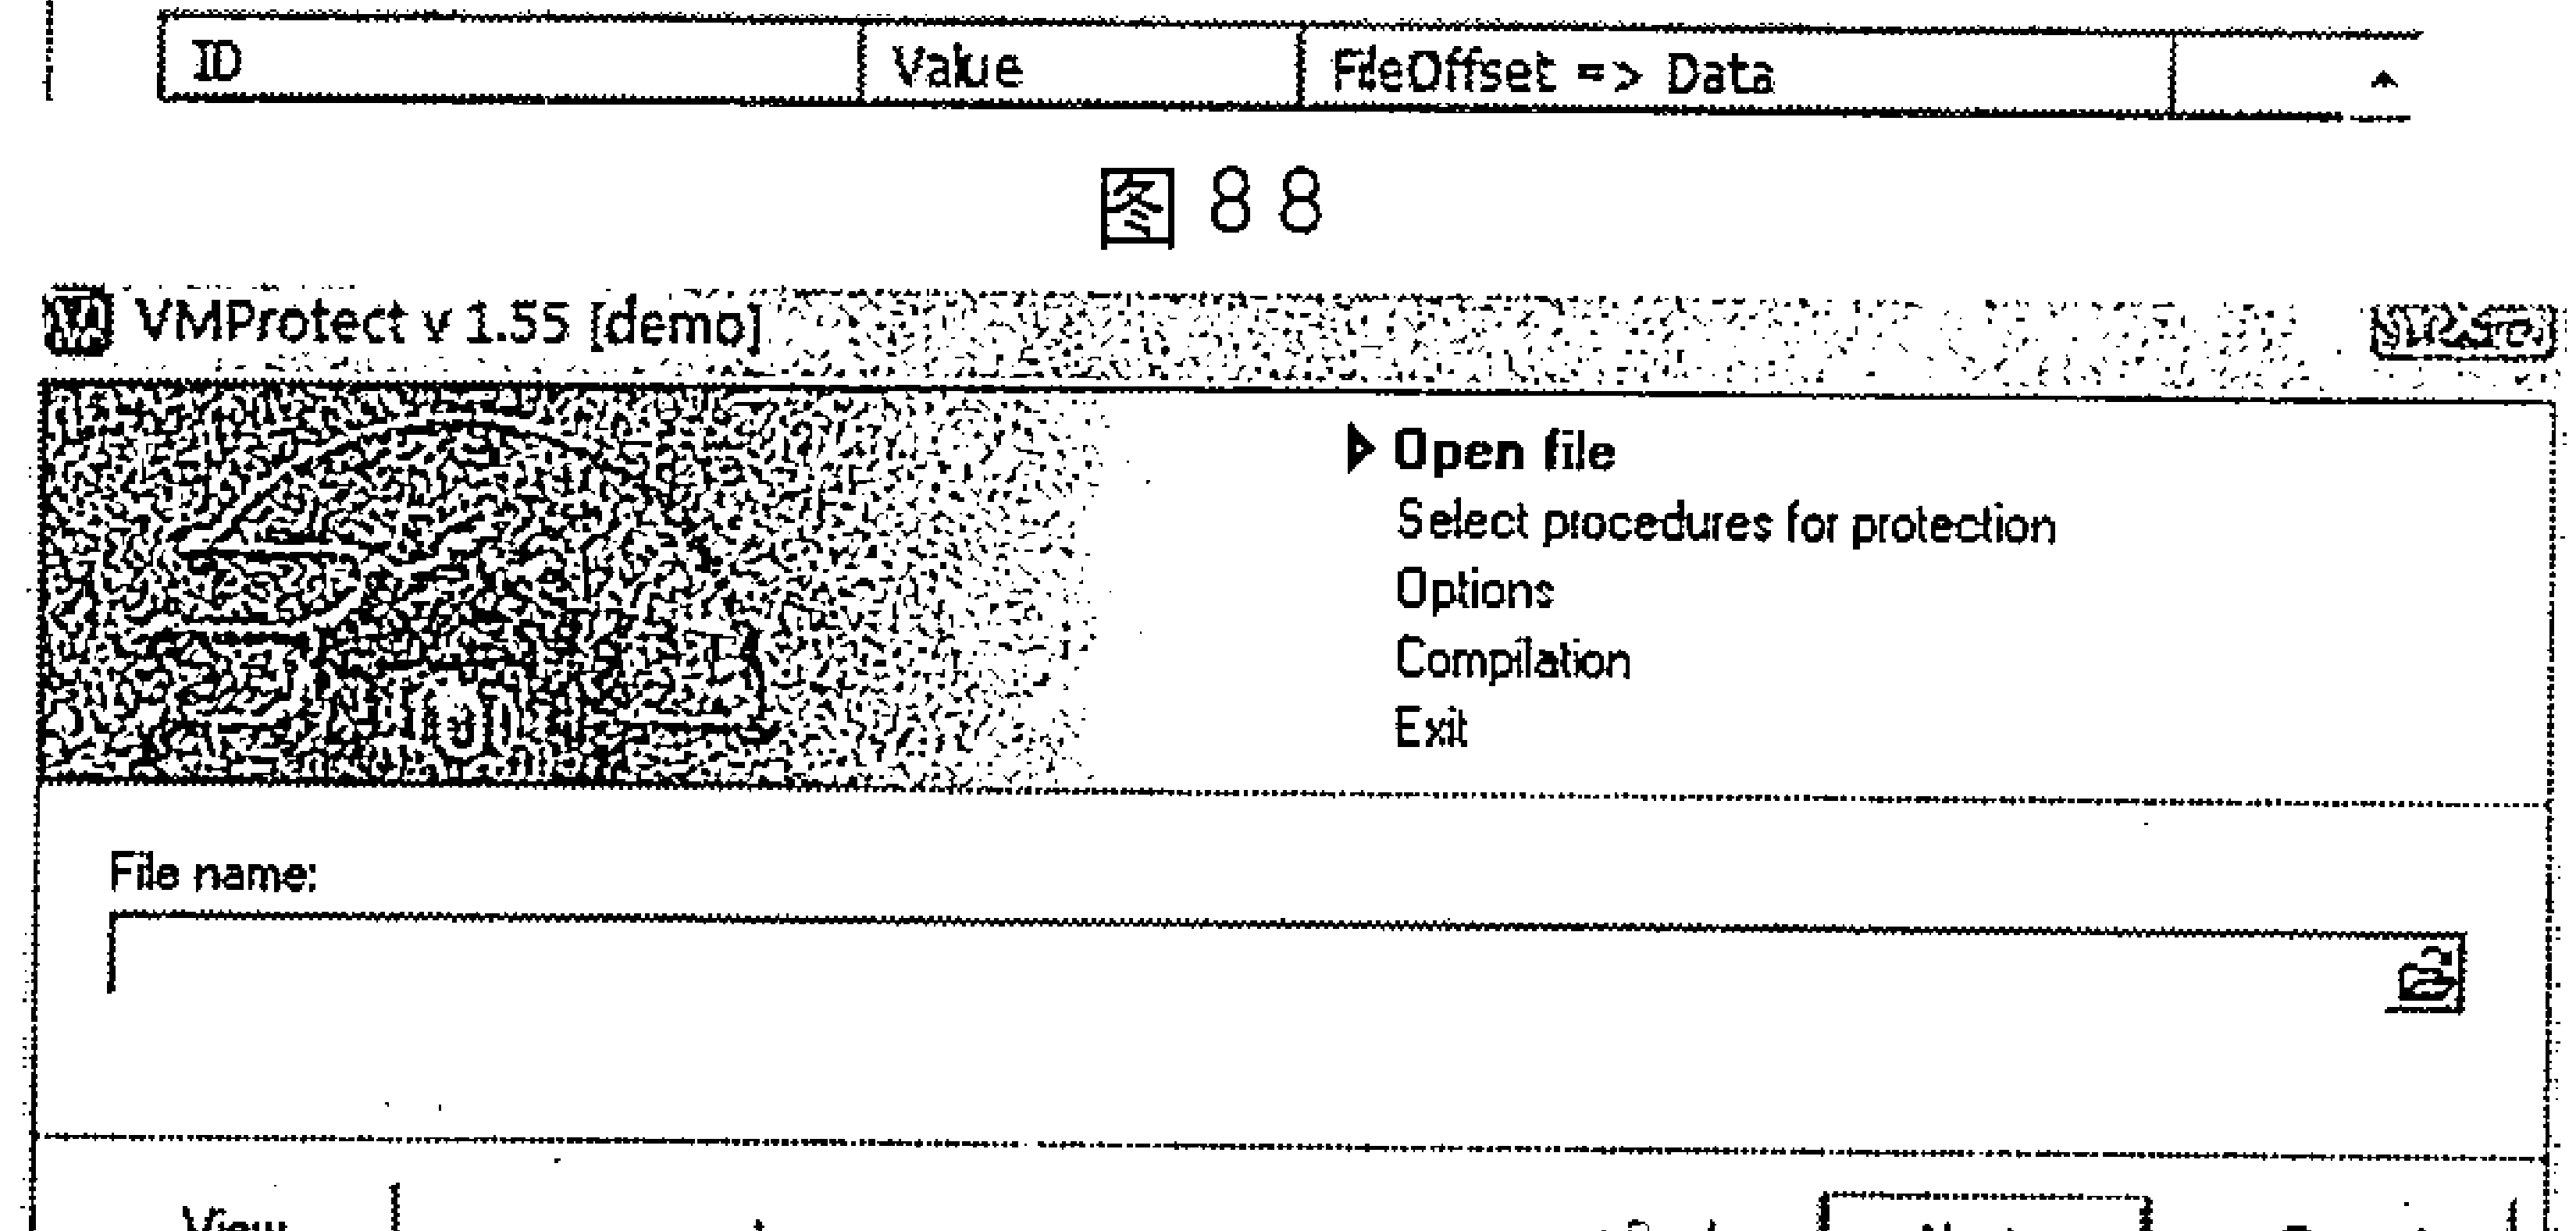 ID Value FileOffset => Data
图 88
VMProtect v 1.55 [demo]
Open file
Select procedures for protection
Options
Compilation
Exit
File name:
View